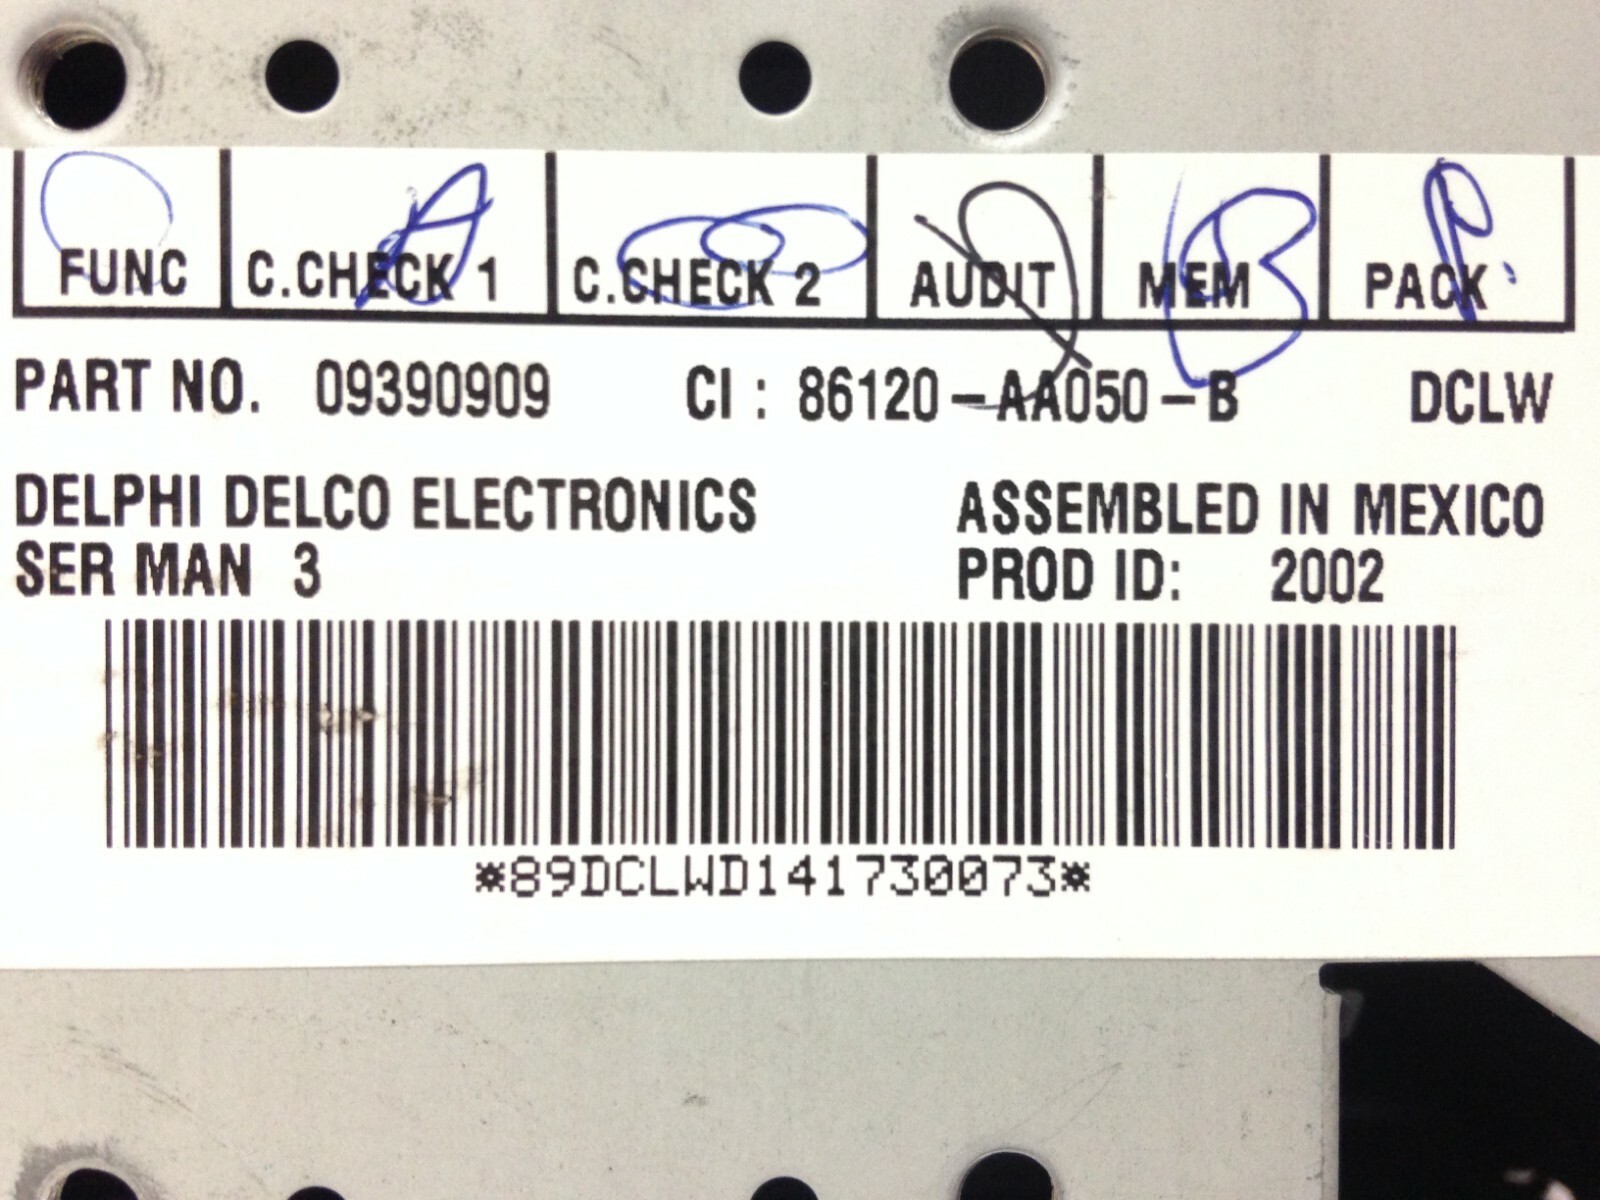 FUNC C.CHECK 1 C.CHECK 2 AUDIT MEM PACK
PART NO. 09390909 CI : 86120-AA050-B DCLW
DELPHI DELCO ELECTRONICS ASSEMBLED IN MEXICO
SER MAN 3 PROD ID: 2002
*89DCLWD141730073*